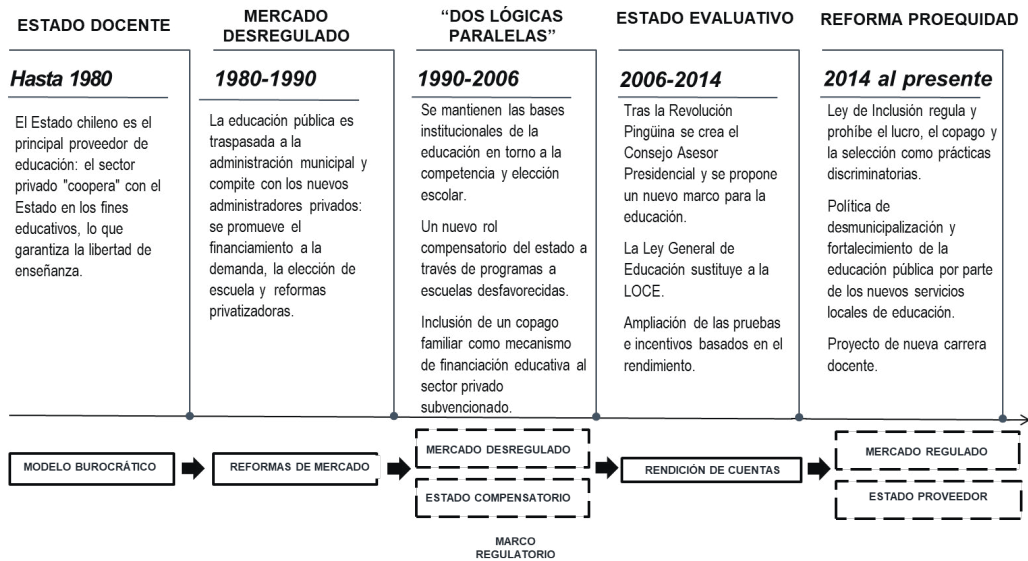 ESTADO DOCENTE
Hasta 1980
El Estado chileno es el
principal proveedor de
educación: el sector
privado "coopera" con el
Estado en los fines
educativos, lo que
garantiza la libertad de
enseñanza.
MERCADO
DESREGULADO
1980-1990
La educación pública es
traspasada a la
administración municipal y
compite con los nuevos
administradores privados:
se promueve el
financiamiento a la
demanda, la elección de
escuela y reformas
privatizadoras.
“DOS LÓGICAS
PARALELAS”
1990-2006
Se mantienen las bases
institucionales de la
educación en torno a la
competencia y elección
escolar.
Un nuevo rol
compensatorio del estado a
través de programas a
escuelas desfavorecidas.
Inclusión de un copago
familiar como mecanismo
de financiación educativa al
sector privado
subvencionado.
ESTADO EVALUATIVO
2006-2014
Tras la Revolución
Pingüina se crea el
Consejo Asesor
Presidencial y se propone
un nuevo marco para la
educación.
La Ley General de
Educación sustituye a la
LOCE.
Ampliación de las pruebas
e incentivos basados en el
rendimiento.
REFORMA PROEQUIDAD
2014 al presente
Ley de Inclusión regula y
prohíbe el lucro, el copago y
la selección como prácticas
discriminatorias.
Política de
desmunicipalización y
fortalecimiento de la
educación pública por parte
de los nuevos servicios
locales de educación.
Proyecto de nueva carrera
docente.
MODELO BUROCRÁTICO
REFORMAS DE MERCADO
MERCADO DESREGULADO
ESTADO COMPENSATORIO
RENDICIÓN DE CUENTAS
MERCADO REGULADO
ESTADO PROVEEDOR
MARCO
REGULATORIO